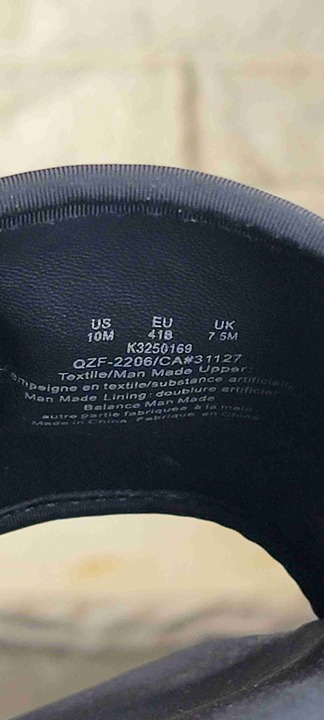 US EU UK
10M 41B 7.5M
K3250169
QZF-2206/CA#31127
Textile/Man Made Upper:
empeigne en textile/substance artificielle
Man Made Lining: doublure artificiel
Balance Man Made
autre partie fabriquée à la main
Made in China Fabriqué en Chine